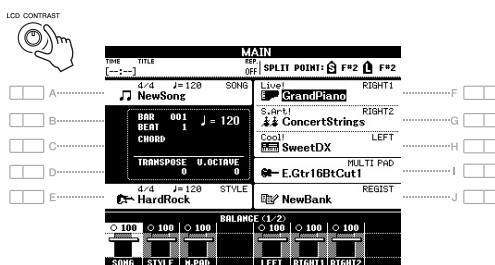 LCD CONTRAST
MAIN
TIME TITLE REP.
[--:--] OFF SPLIT POINT: S F#2 L F#2
4/4 ♩=120 SONG
NewSong
Live! RIGHT1
GrandPiano
A F
BAR 001
BEAT 1
♩ = 120
CHORD
S.Art! RIGHT2
ConcertStrings
B G
Cool! LEFT
SweetDX
C H
TRANSPOSE U.OCTAVE
0 0
MULTI PAD
E.Gtr16BtCut1
D I
4/4 ♩=120 STYLE
HardRock
REGIST
NewBank
E J
BALANCE (1/2)
100 100 100 100 100 100
SONG STYLE M.PAD LEFT RIGHT1 RIGHT2